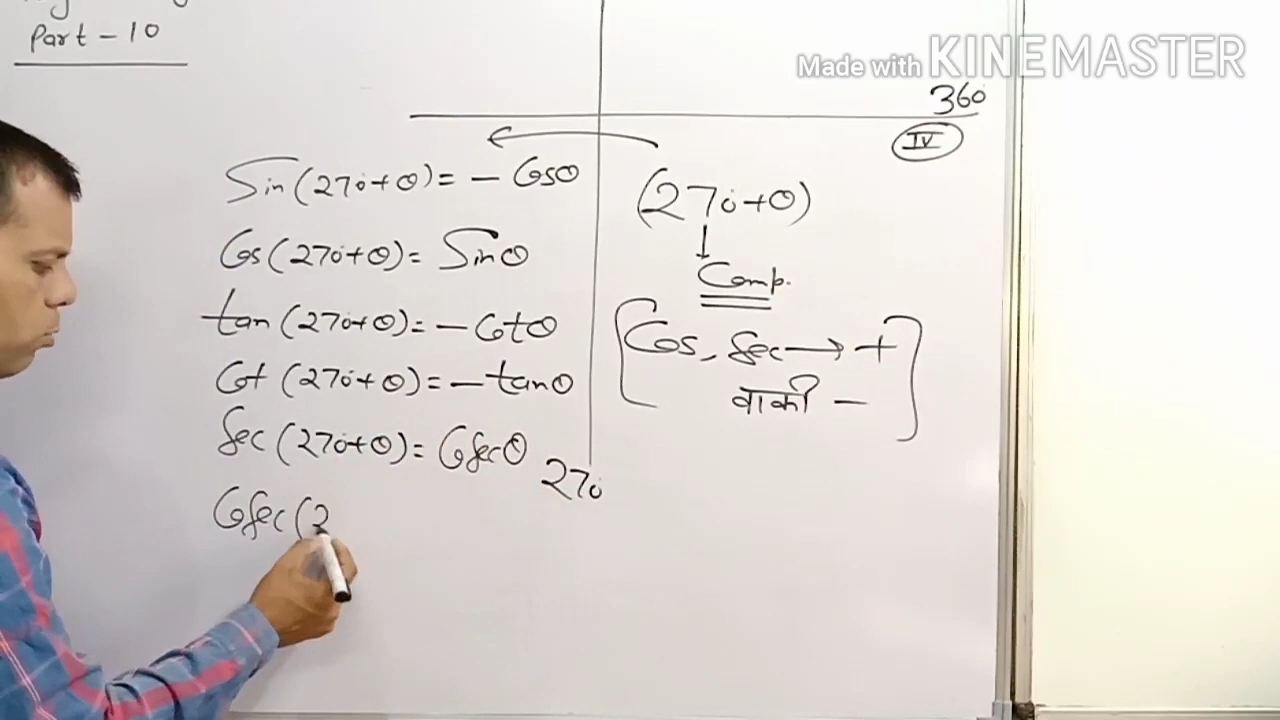 Part - 10
Made with KINEMASTER
360
IV
Sin (270+θ) = - Cosθ
(270+θ)
Cos (270+θ) = Sinθ
Comp.
tan (270+θ) = - Cotθ
Cos, Sec → +
Cot (270+θ) = - tanθ
वाकी -
Sec (270+θ) = Cosecθ
270
Cosec (2